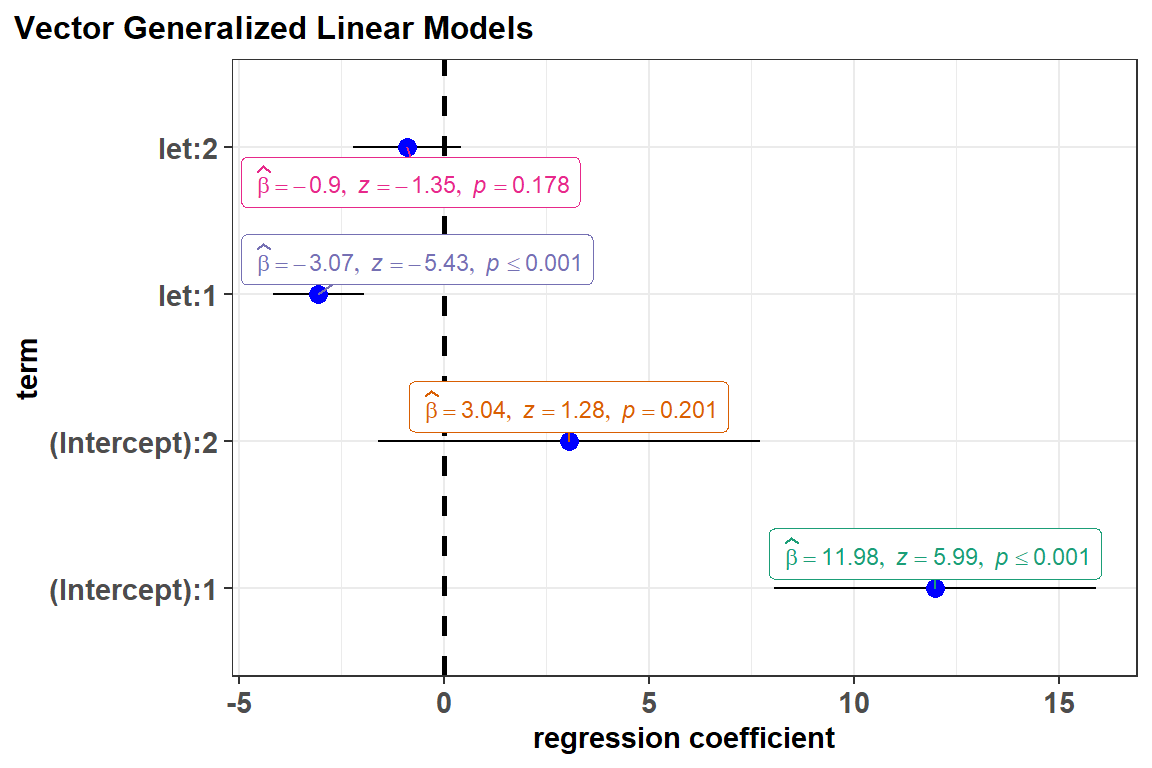 Vector Generalized Linear Models
let:2
β̂ = −0.9, z = −1.35, p = 0.178
β̂ = −3.07, z = −5.43, p ≤ 0.001
let:1
term
β̂ = 3.04, z = 1.28, p = 0.201
(Intercept):2
β̂ = 11.98, z = 5.99, p ≤ 0.001
(Intercept):1
-5 0 5 10 15
regression coefficient